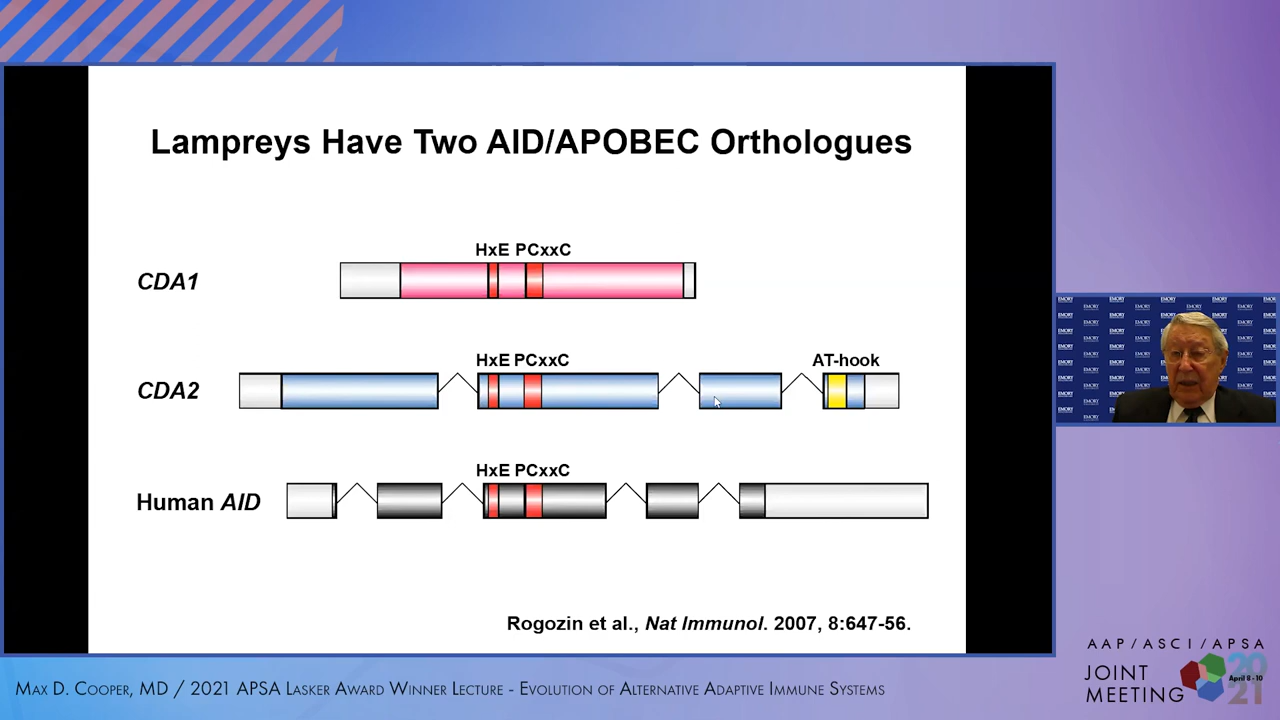 Lampreys Have Two AID/APOBEC Orthologues
HxE PCxxC
CDA1
HxE PCxxC
AT-hook
CDA2
HxE PCxxC
Human AID
Rogozin et al., Nat Immunol. 2007, 8:647-56.
EMORY
AAP/ASCI/APSA
JOINT
MEETING
2021
April 8 - 10
MAX D. COOPER, MD / 2021 APSA LASKER AWARD WINNER LECTURE - EVOLUTION OF ALTERNATIVE ADAPTIVE IMMUNE SYSTEMS